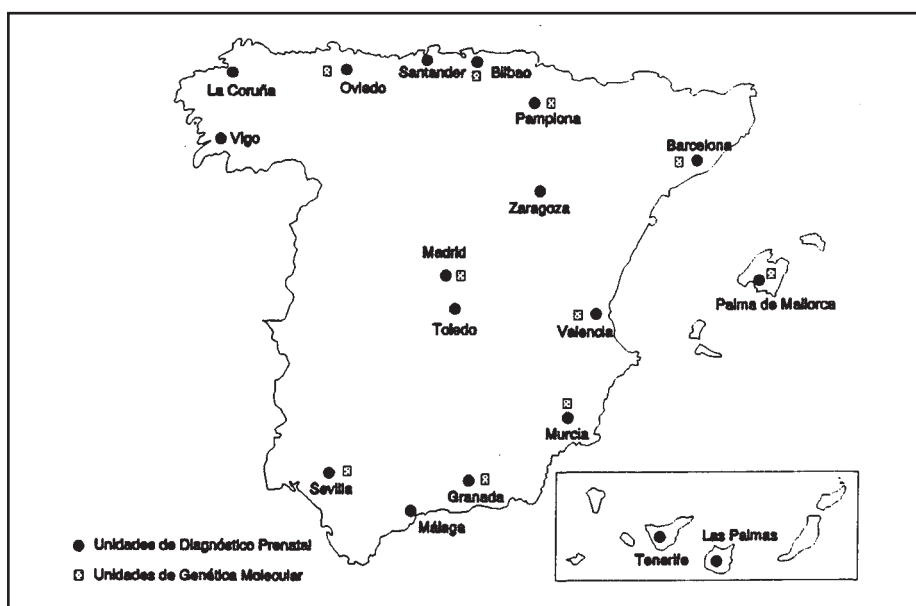 Santander
Bilbao
La Coruña
Oviedo
Pamplona
Vigo
Barcelona
Zaragoza
Madrid
Palma de Mallorca
Toledo
Valencia
Murcia
Sevilla
Granada
Málaga
Las Palmas
Tenerife
Unidades de Diagnóstico Prenatal
Unidades de Genética Molecular